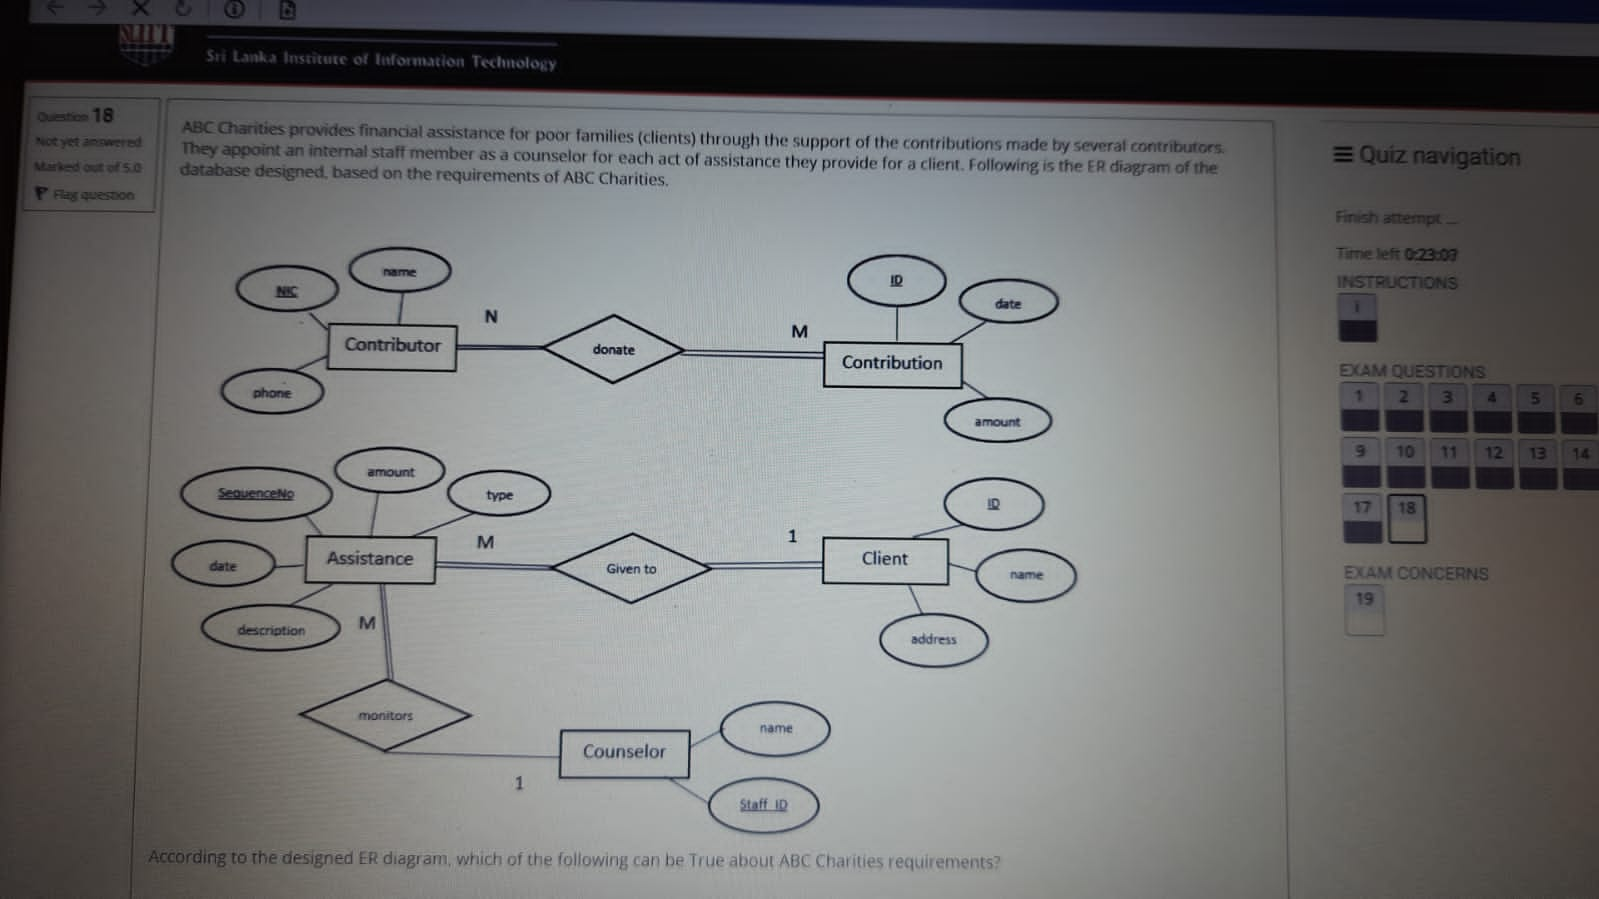 SLIIT
Sri Lanka Institute of Information Technology
Question 18
Not yet answered
Marked out of 5.0
Flag question
ABC Charities provides financial assistance for poor families (clients) through the support of the contributions made by several contributors.
They appoint an internal staff member as a counselor for each act of assistance they provide for a client. Following is the ER diagram of the
database designed, based on the requirements of ABC Charities.
NIC
name
Contributor
phone
N
donate
M
ID
date
Contribution
amount
SequenceNo
amount
type
date
Assistance
description
M
Given to
1
ID
Client
name
address
M
monitors
1
Counselor
name
Staff_ID
According to the designed ER diagram, which of the following can be True about ABC Charities requirements?
Quiz navigation
Finish attempt ...
Time left 0:23:03
INSTRUCTIONS
i
EXAM QUESTIONS
1 2 3 4 5 6
9 10 11 12 13 14
17 18
EXAM CONCERNS
19